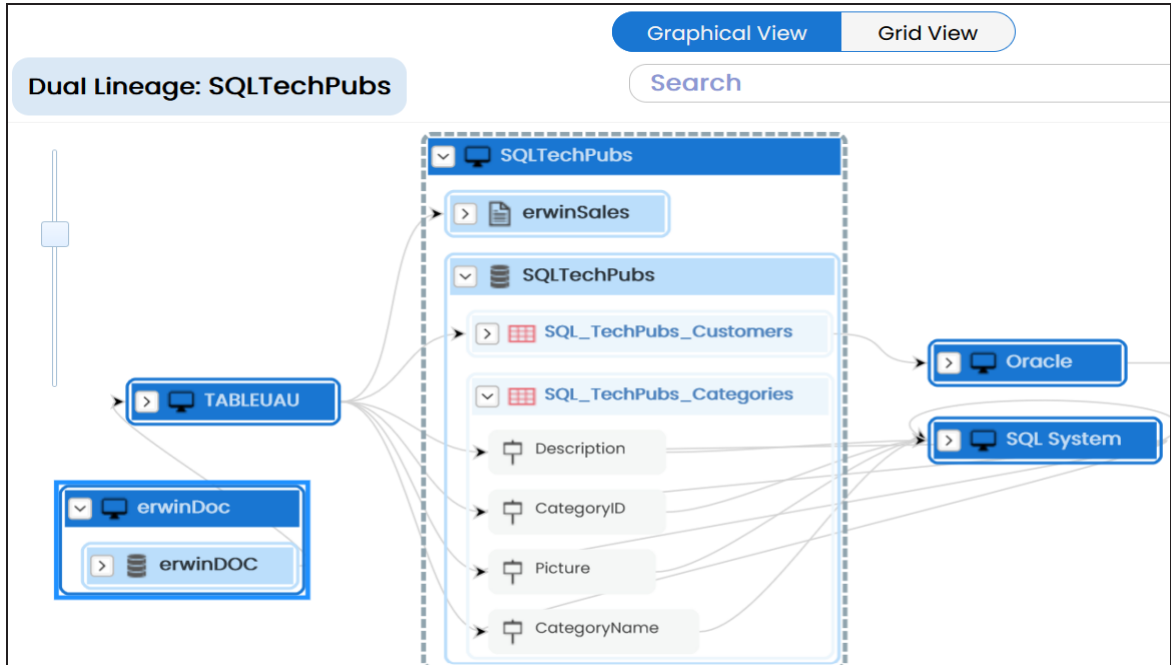 Graphical View
Grid View
Dual Lineage: SQLTechPubs
Search
SQLTechPubs
erwinSales
SQLTechPubs
SQL_TechPubs_Customers
Oracle
TABLEUAU
SQL_TechPubs_Categories
SQL System
Description
erwinDoc
CategoryID
erwinDOC
Picture
CategoryName